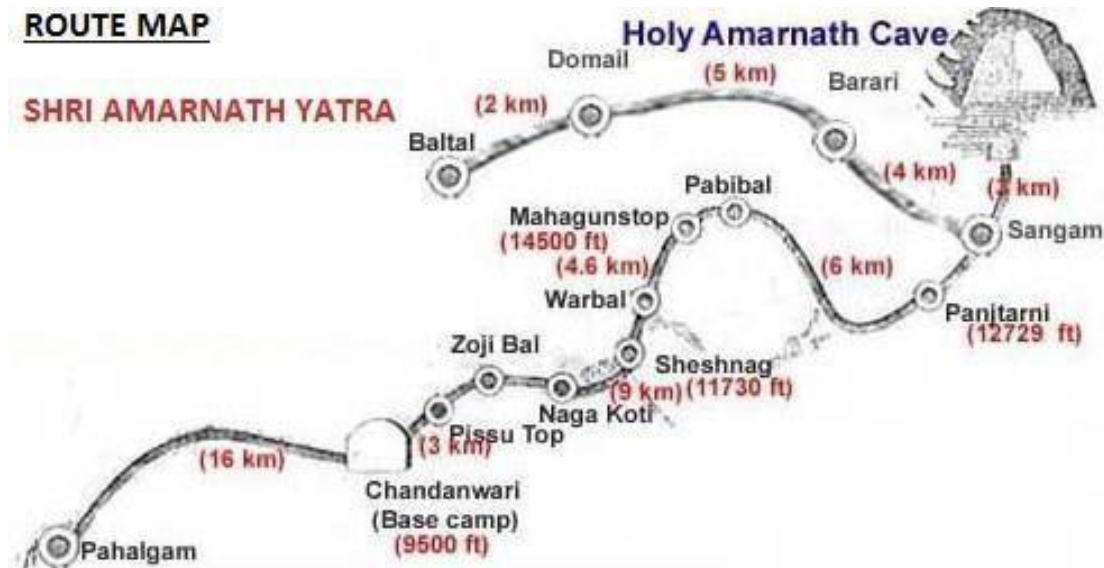 ROUTE MAP
SHRI AMARNATH YATRA
Holy Amarnath Cave
Domail
(5 km)
Barari
(2 km)
Baltal
(4 km)
(3 km)
Sangam
Pabibal
Mahagunstop
(14500 ft)
(4.6 km)
(6 km)
Warbal
Panjtarni
(12729 ft)
Zoji Bal
Sheshnag
(9 km)
(11730 ft)
Naga Koti
Pissu Top
(3 km)
(16 km)
Chandanwari
(Base camp)
(9500 ft)
Pahalgam